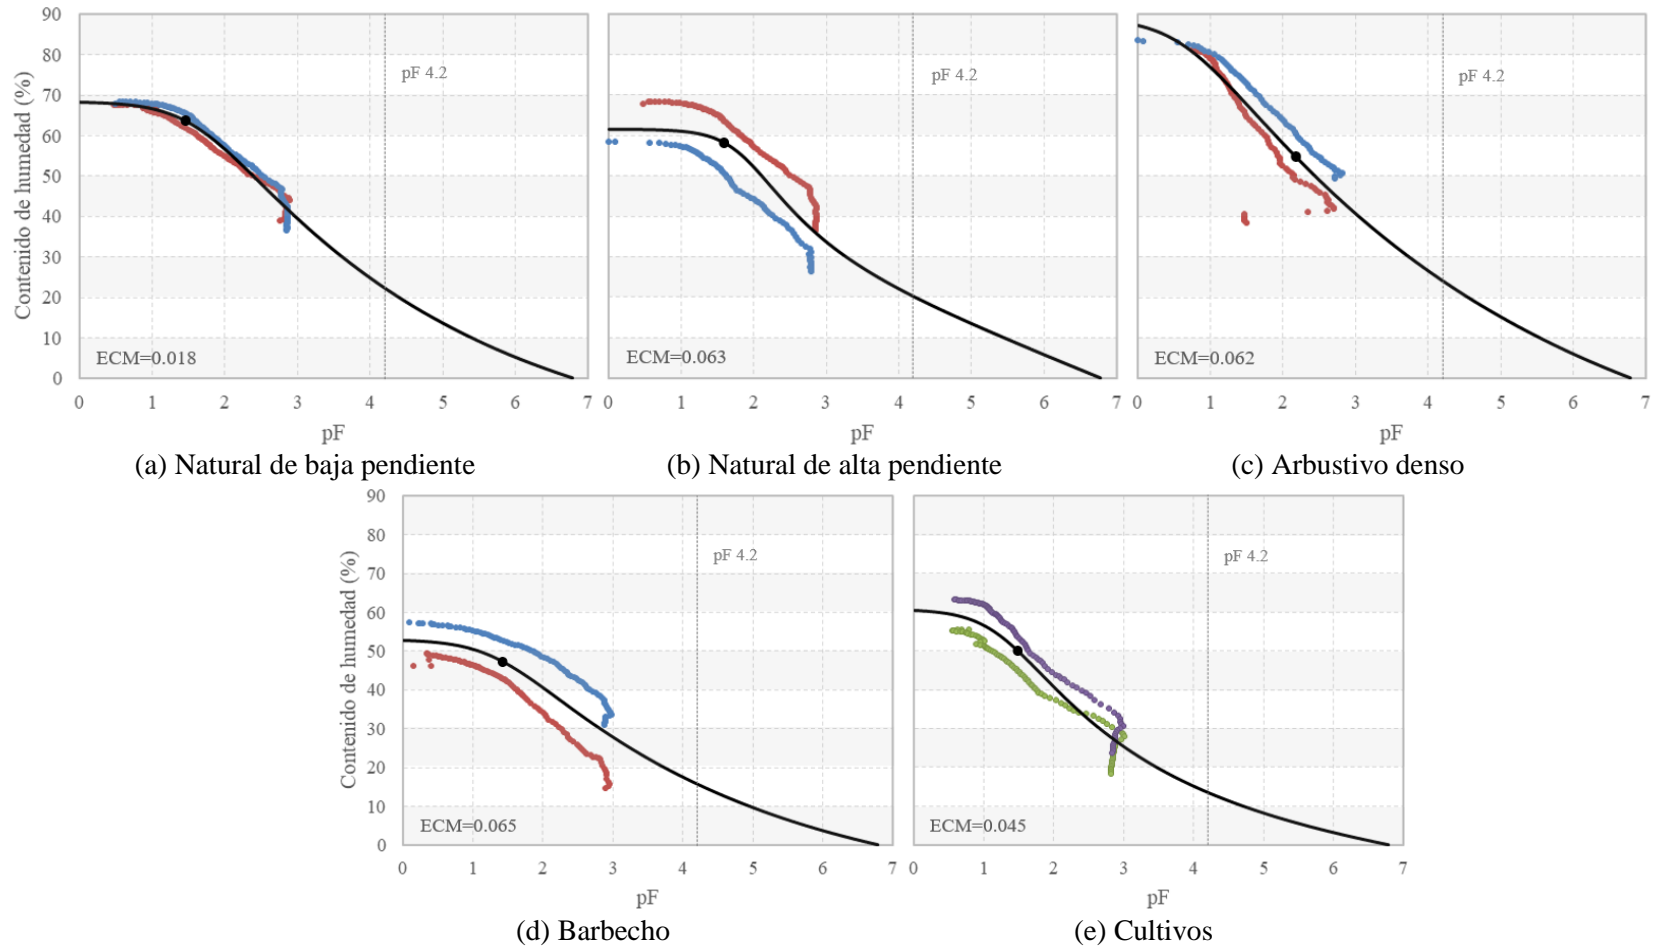 90
80
70
60
50
40
30
20
10
0
Contenido de humedad (%)
pF 4.2
pF 4.2
pF 4.2
ECM=0.018
ECM=0.063
ECM=0.062
0 1 2 3 4 5 6 7
0 1 2 3 4 5 6 7
0 1 2 3 4 5 6 7
pF
pF
pF
(a) Natural de baja pendiente
(b) Natural de alta pendiente
(c) Arbustivo denso
90
80
70
60
50
40
30
20
10
0
Contenido de humedad (%)
pF 4.2
pF 4.2
ECM=0.065
ECM=0.045
0 1 2 3 4 5 6 7
0 1 2 3 4 5 6 7
pF
pF
(d) Barbecho
(e) Cultivos